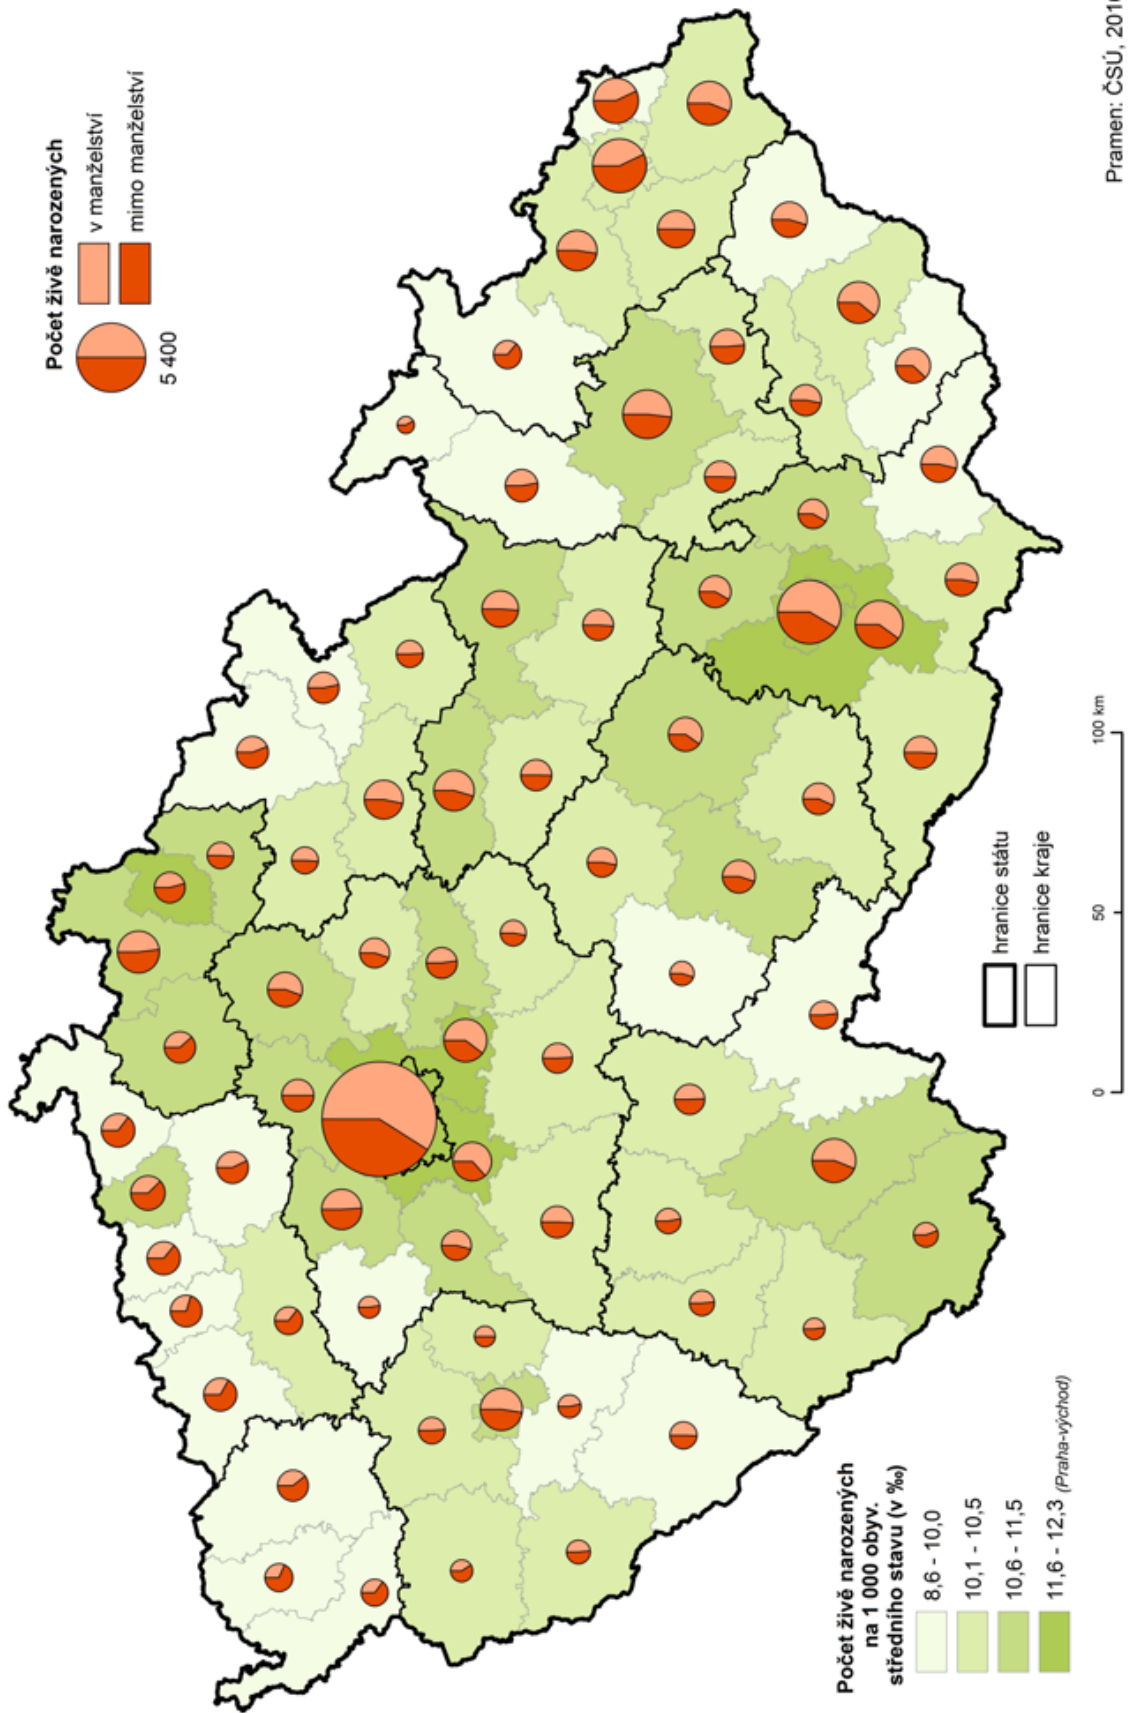 Počet živě narozených
v manželství
mimo manželství
5 400
Počet živě narozených
na 1 000 obyv.
středního stavu (v ‰)
8,6 - 10,0
10,1 - 10,5
10,6 - 11,5
11,6 - 12,3 (Praha-východ)
hranice státu
hranice kraje
0 50 100 km
Pramen: ČSÚ, 2016